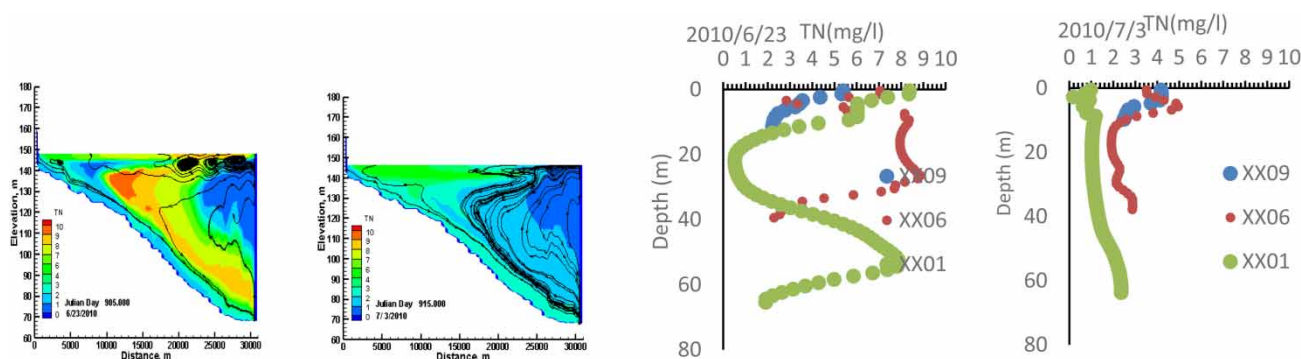 180
170
160
150
140
130
120
110
100
90
80
70
60
Elevation, m
TN
10
9
8
7
6
5
4
3
2
1
0
Julian Day 905.000
6/23/2010
0 5000 10000 15000 20000 25000 30000
Distance, m
180
170
160
150
140
130
120
110
100
90
80
70
60
Elevation, m
TN
10
9
8
7
6
5
4
3
2
1
0
Julian Day 915.000
7/ 3/2010
0 5000 10000 15000 20000 25000 30000
Distance, m
2010/6/23 TN(mg/l)
0 1 2 3 4 5 6 7 8 9 10
0
20
40
60
80
Depth (m)
XX09
XX06
XX01
2010/7/3 TN(mg/l)
0 1 2 3 4 5 6 7 8 9 10
0
20
40
60
80
Depth (m)
XX09
XX06
XX01